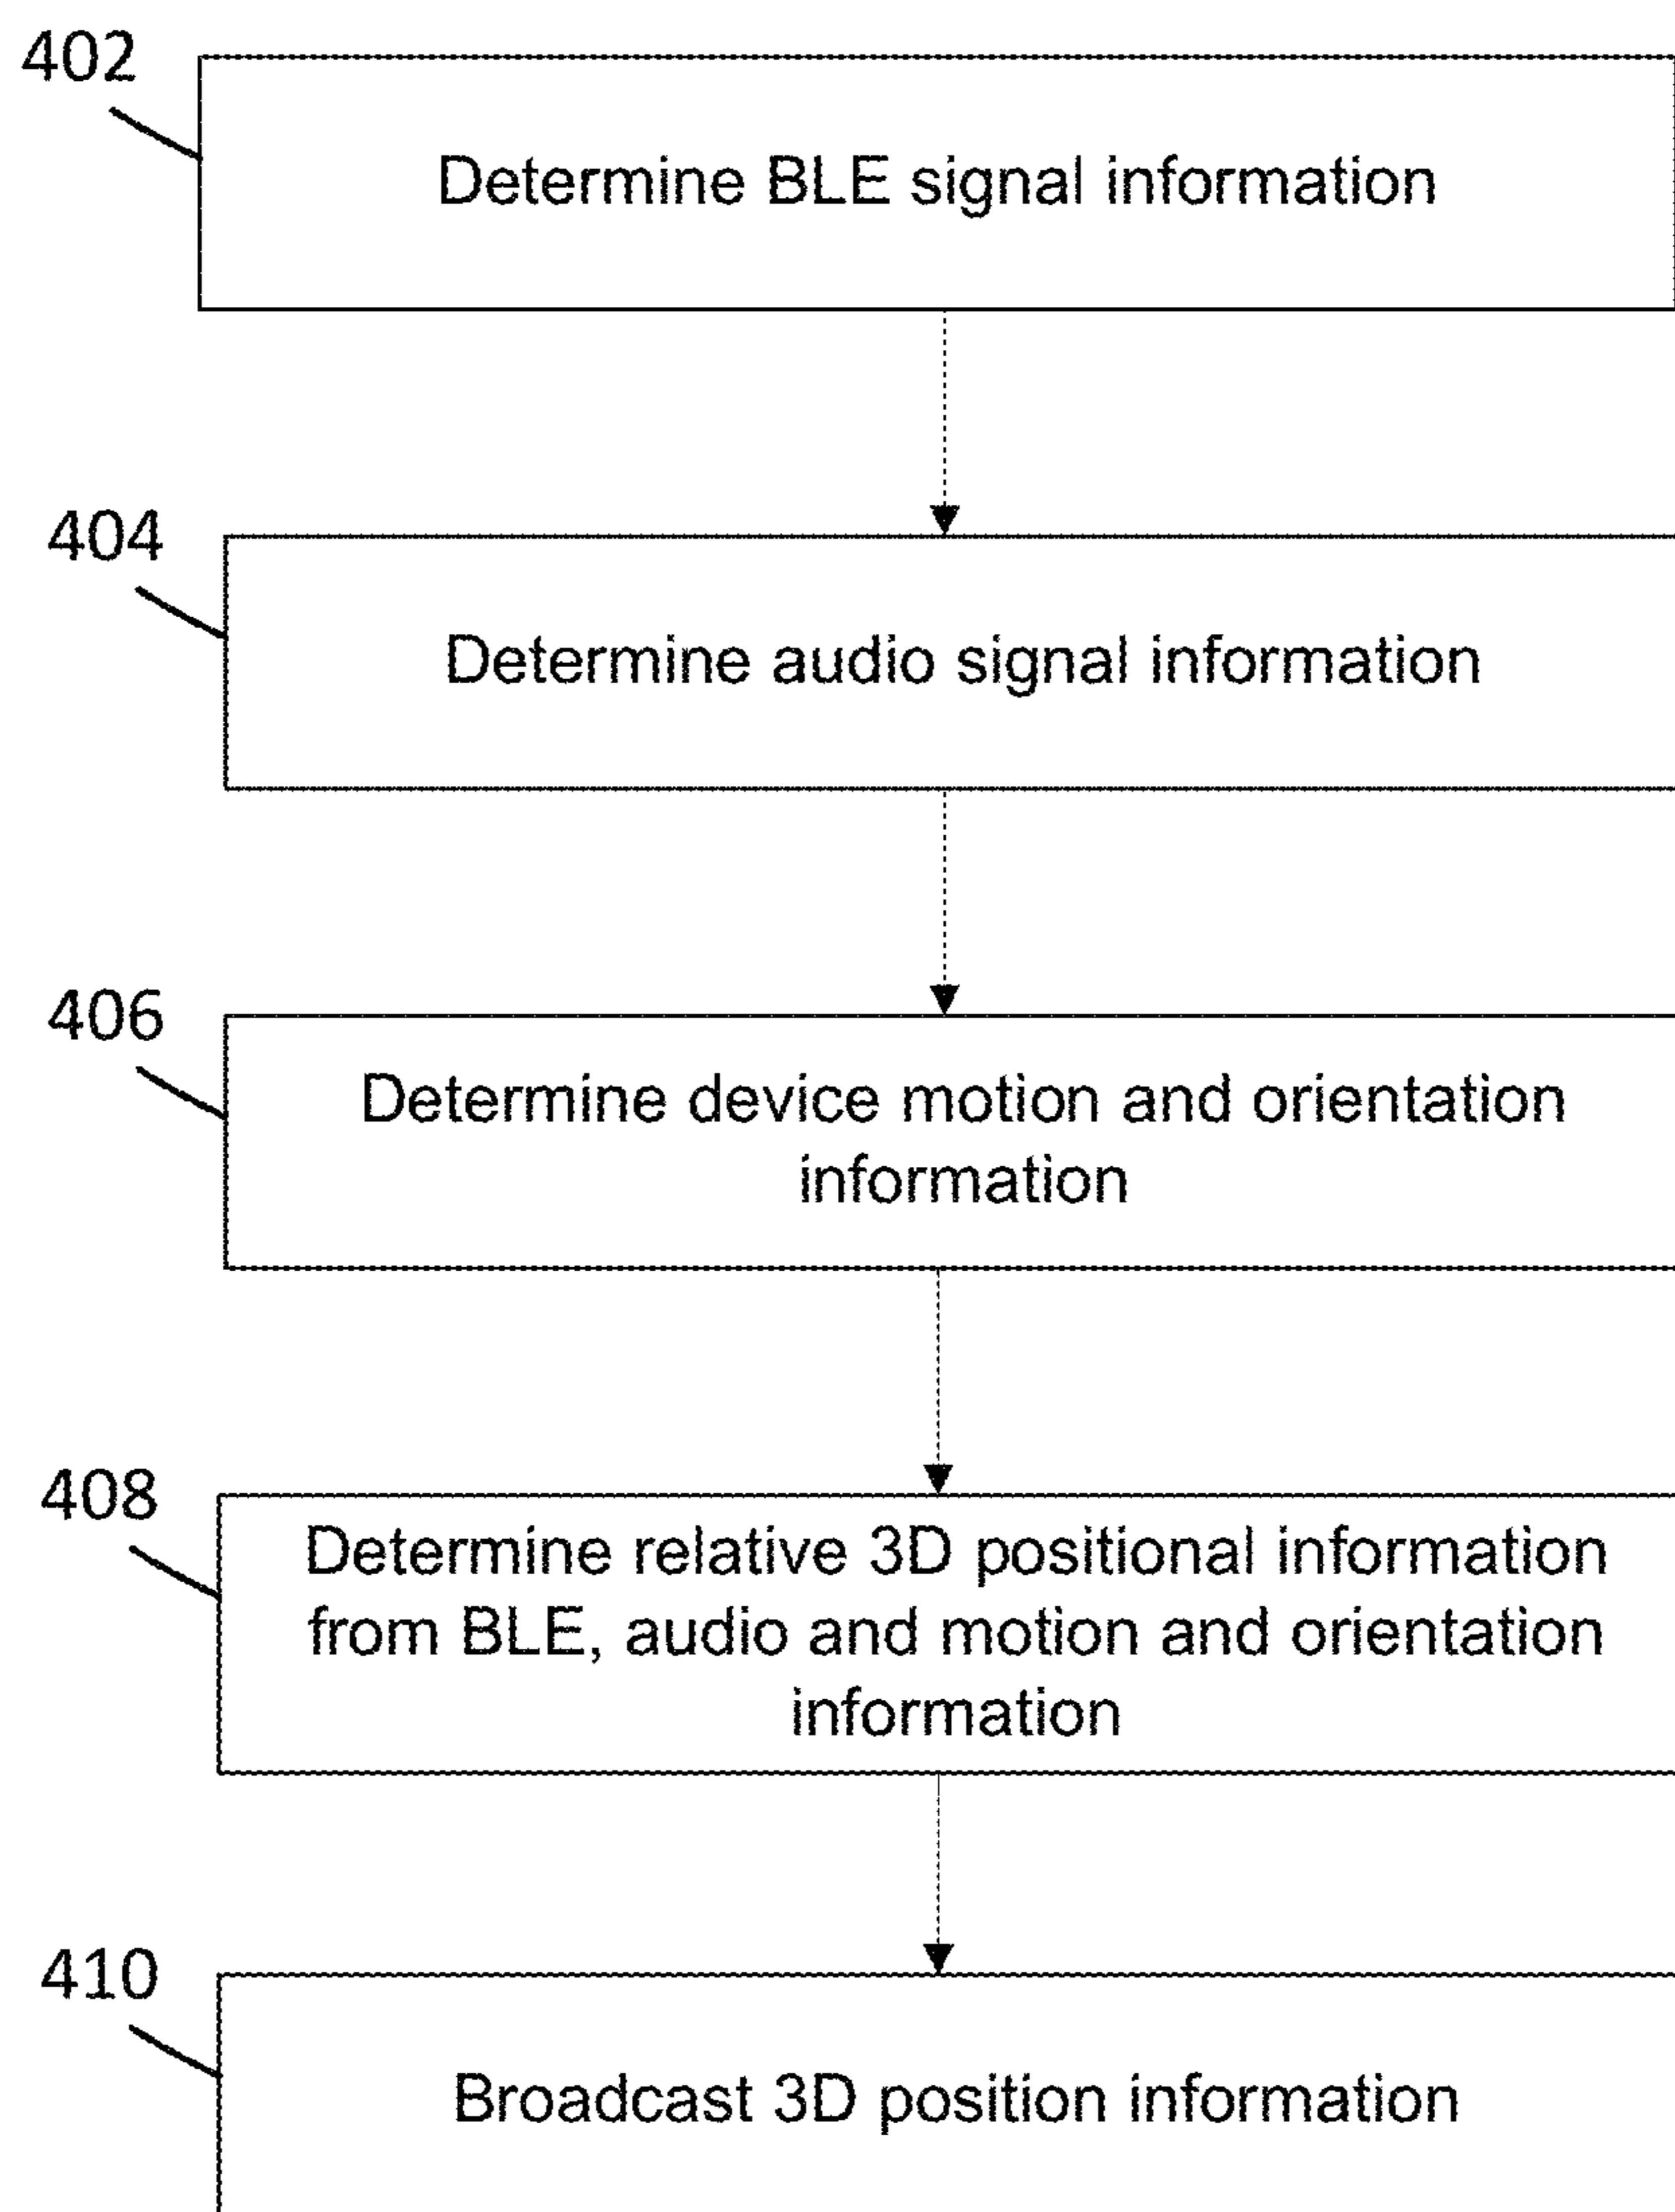 402
Determine BLE signal information
404
Determine audio signal information
406
Determine device motion and orientation
information
408
Determine relative 3D positional information
from BLE, audio and motion and orientation
information
410
Broadcast 3D position information